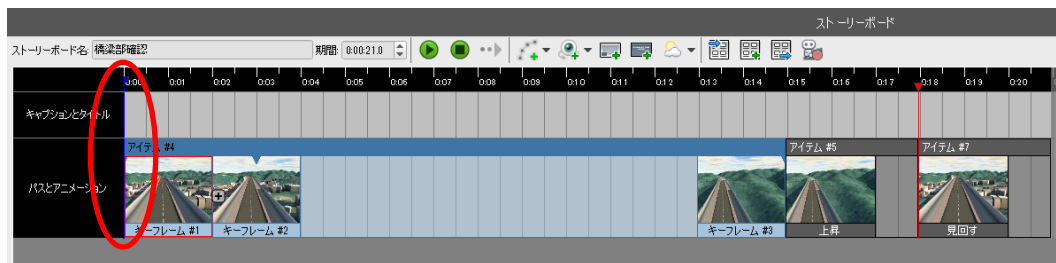 ストーリーボード
ストーリーボード名: 橋梁部確認 期間: 0:00:21.0
0:00 0:01 0:02 0:03 0:04 0:05 0:06 0:07 0:08 0:09 0:10 0:11 0:12 0:13 0:14 0:15 0:16 0:17 0:18 0:19 0:20
キャプションとタイトル
アイテム #4 アイテム #5 アイテム #7
パスとアニメーション
キーフレーム #1 キーフレーム #2 キーフレーム #3 上昇 見回す